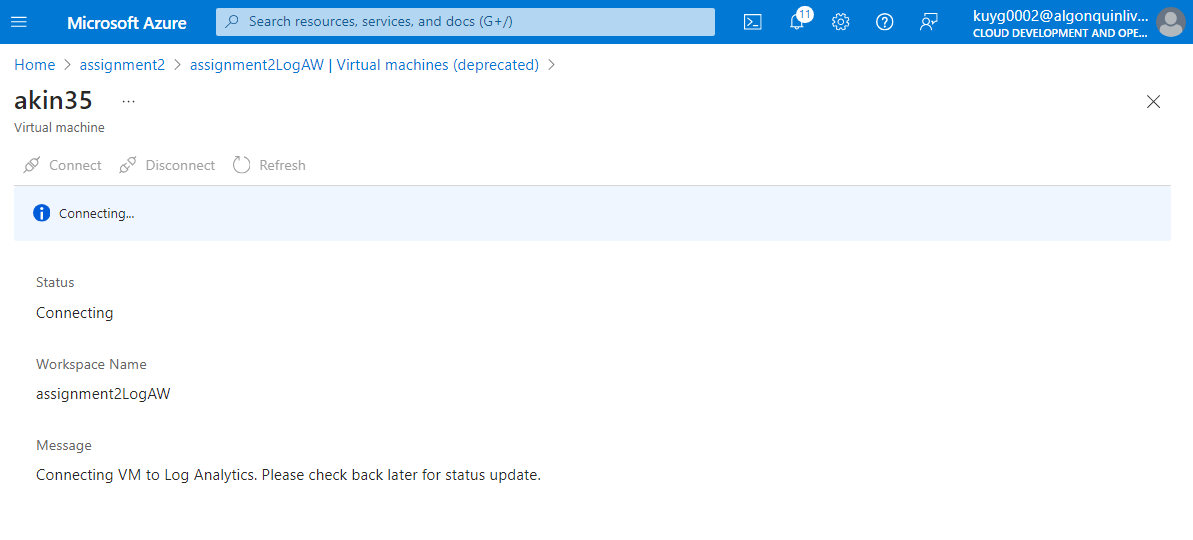 Microsoft Azure
Search resources, services, and docs (G+/)
11
kuyg0002@algonquinliv...
CLOUD DEVELOPMENT AND OPE...
Home > assignment2 > assignment2LogAW | Virtual machines (deprecated) >
akin35 ...
Virtual machine
Connect Disconnect Refresh
Connecting...
Status
Connecting
Workspace Name
assignment2LogAW
Message
Connecting VM to Log Analytics. Please check back later for status update.